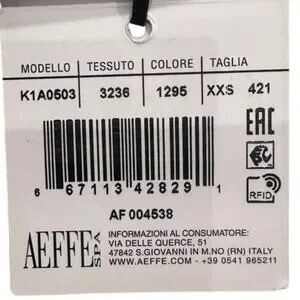 MODELLO TESSUTO COLORE TAGLIA
K1A0503 3236 1295 XXS 421
EAC
6 67113 42829 1
RFID
AF 004538
AEFFE SPA
INFORMAZIONI AL CONSUMATORE:
VIA DELLE QUERCE, 51
47842 S.GIOVANNI IN M.NO (RN) ITALY
WWW.AEFFE.COM - +39 0541 965211